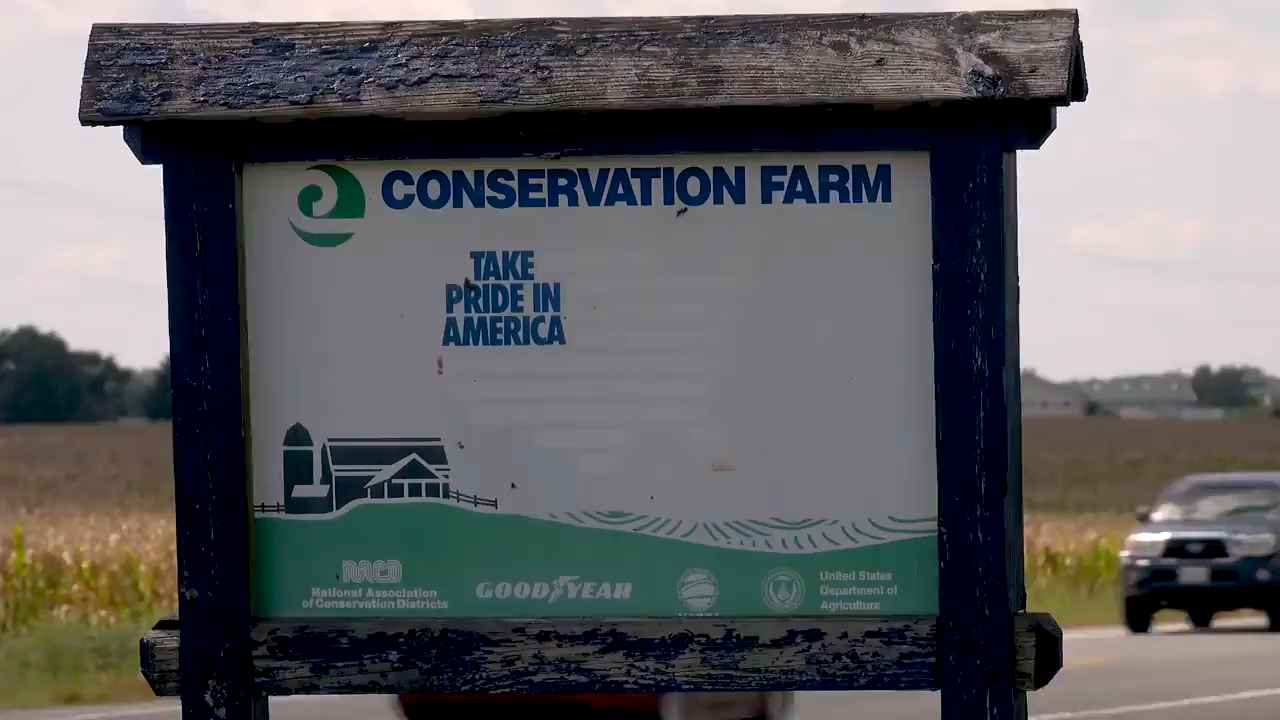 CONSERVATION FARM
TAKE
PRIDE IN
AMERICA
NACD
National Association
of Conservation Districts
GOODYEAR
United States
Department of
Agriculture